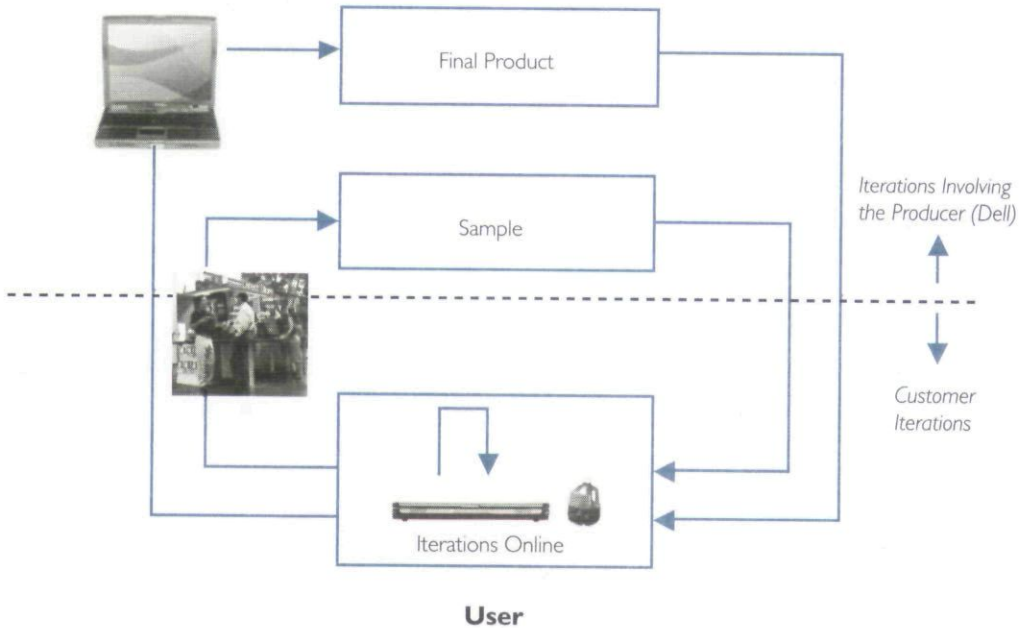 Final Product
Sample
Iterations Involving
the Producer (Dell)
Customer
Iterations
Iterations Online
User